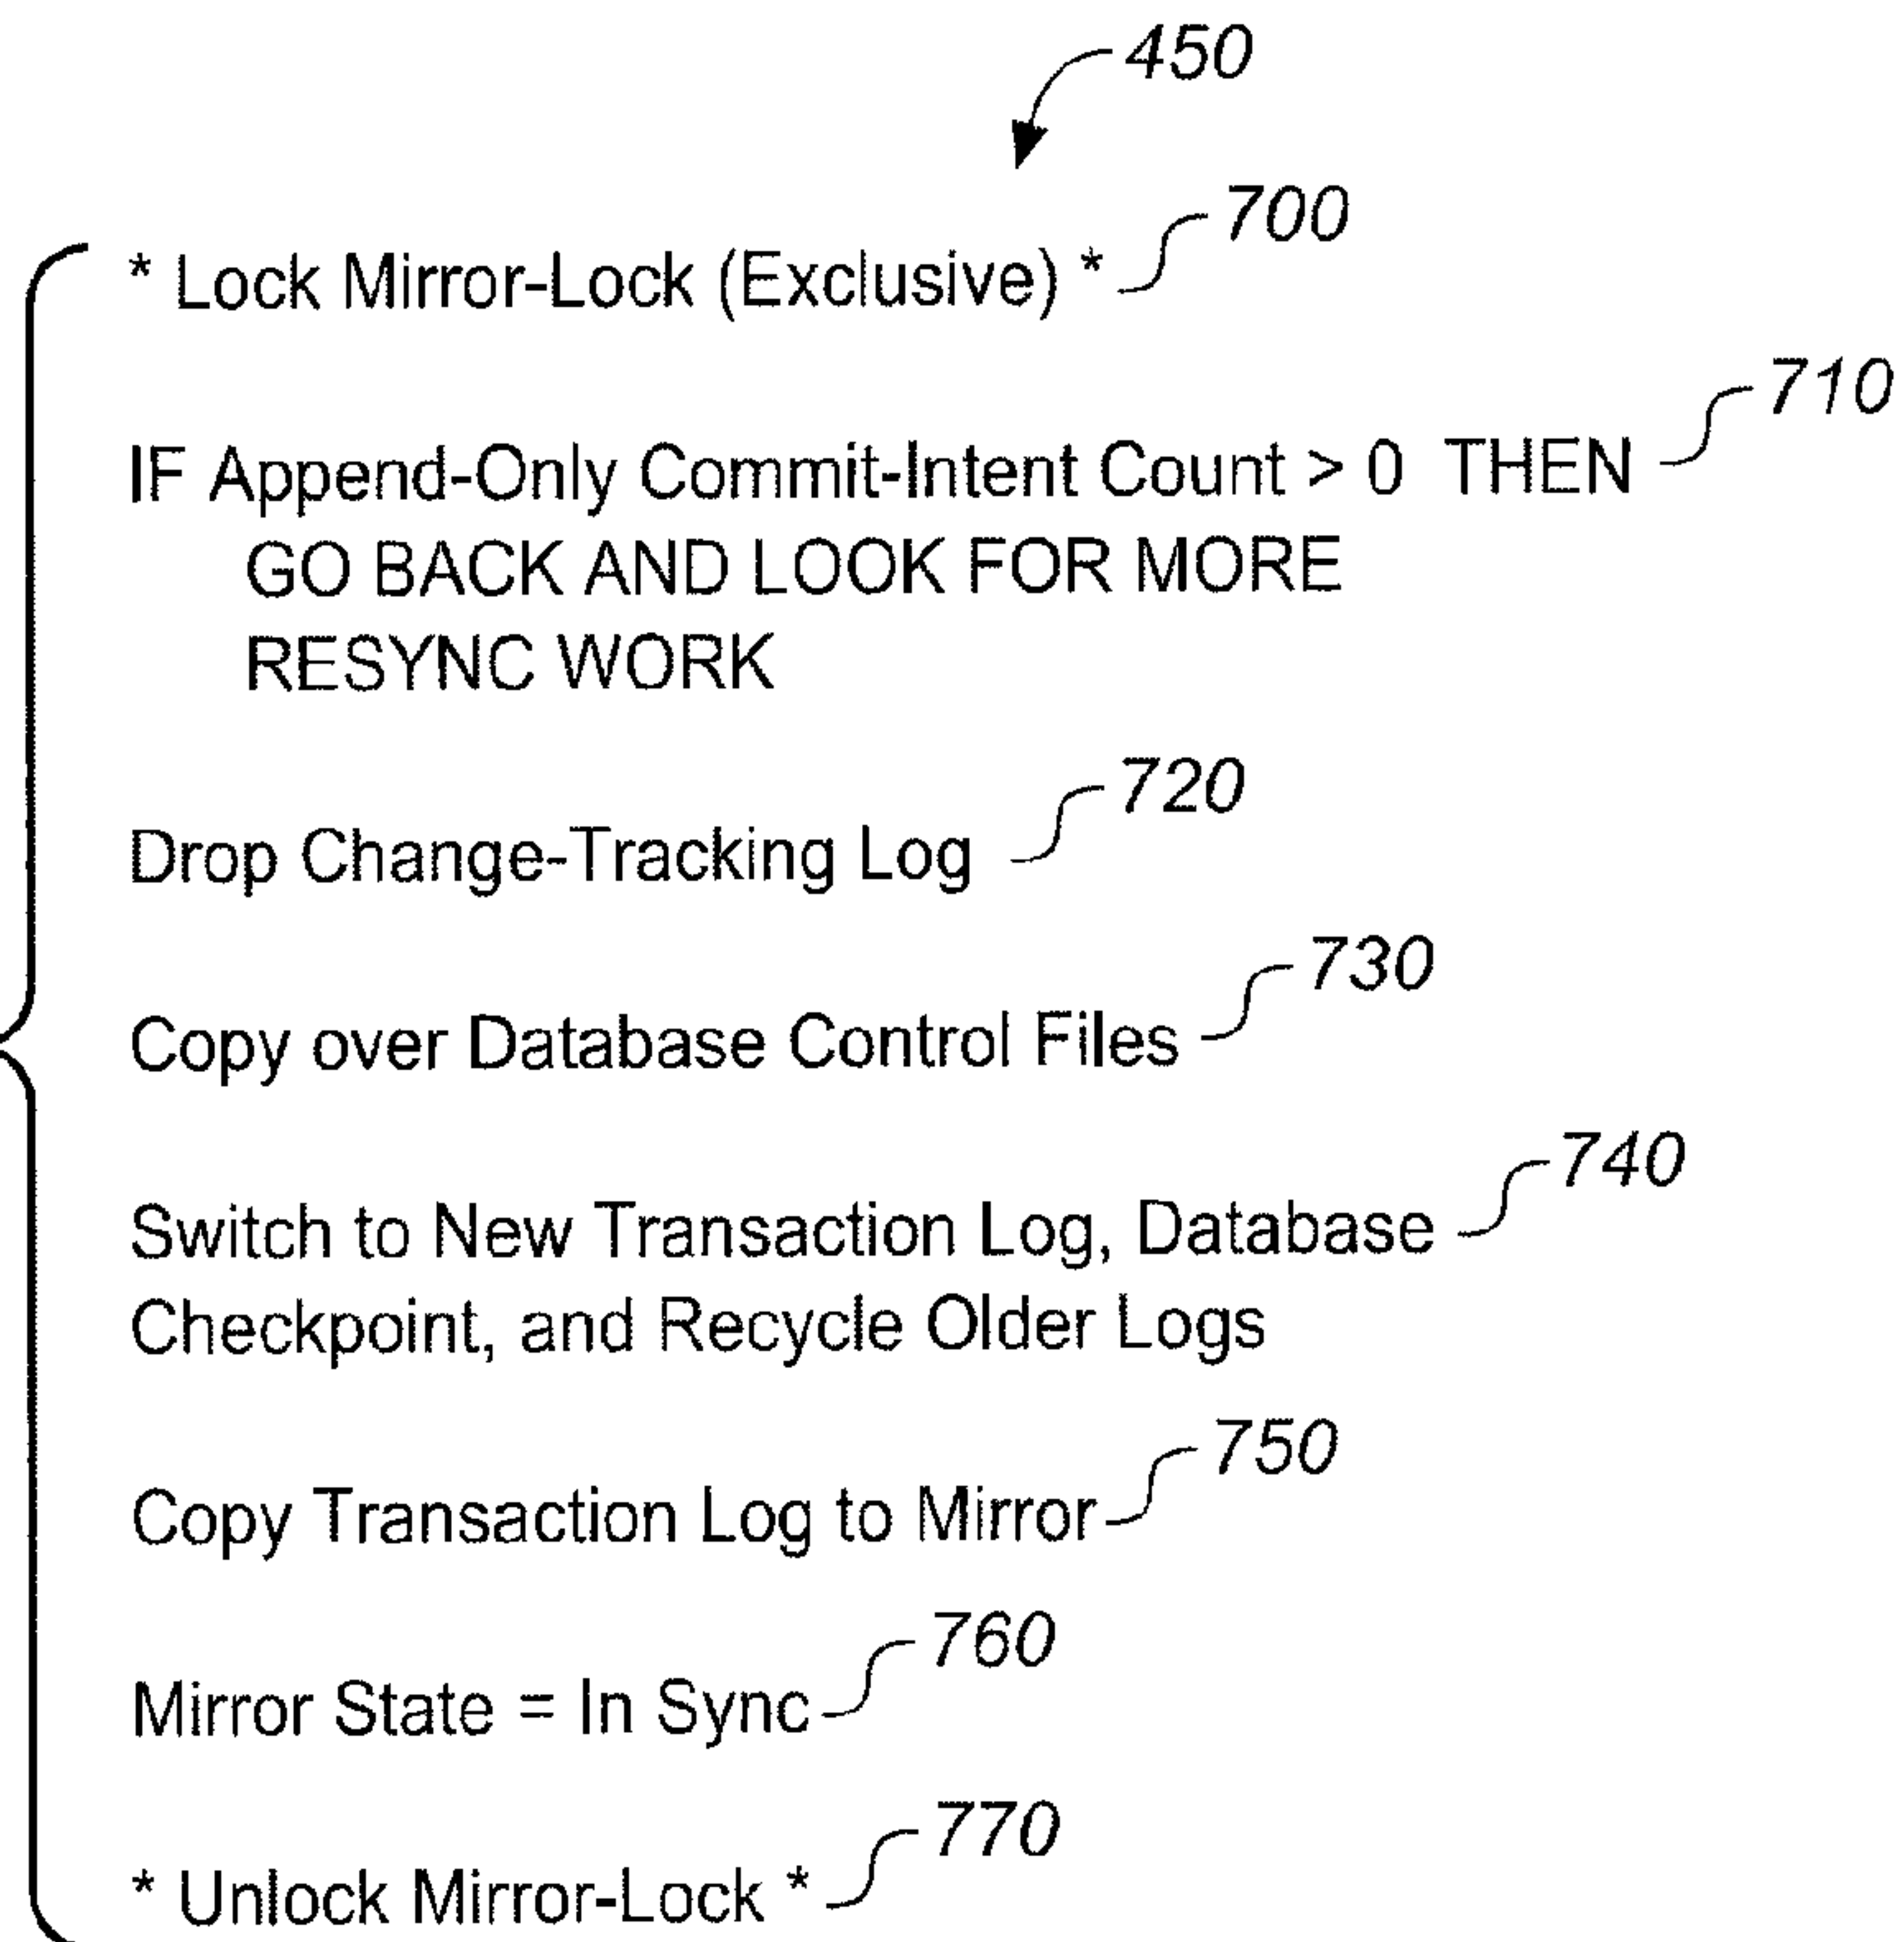 450
* Lock Mirror-Lock (Exclusive) * 700
IF Append-Only Commit-Intent Count > 0 THEN 710
GO BACK AND LOOK FOR MORE
RESYNC WORK
Drop Change-Tracking Log 720
Copy over Database Control Files 730
Switch to New Transaction Log, Database 740
Checkpoint, and Recycle Older Logs
Copy Transaction Log to Mirror 750
Mirror State = In Sync 760
* Unlock Mirror-Lock * 770